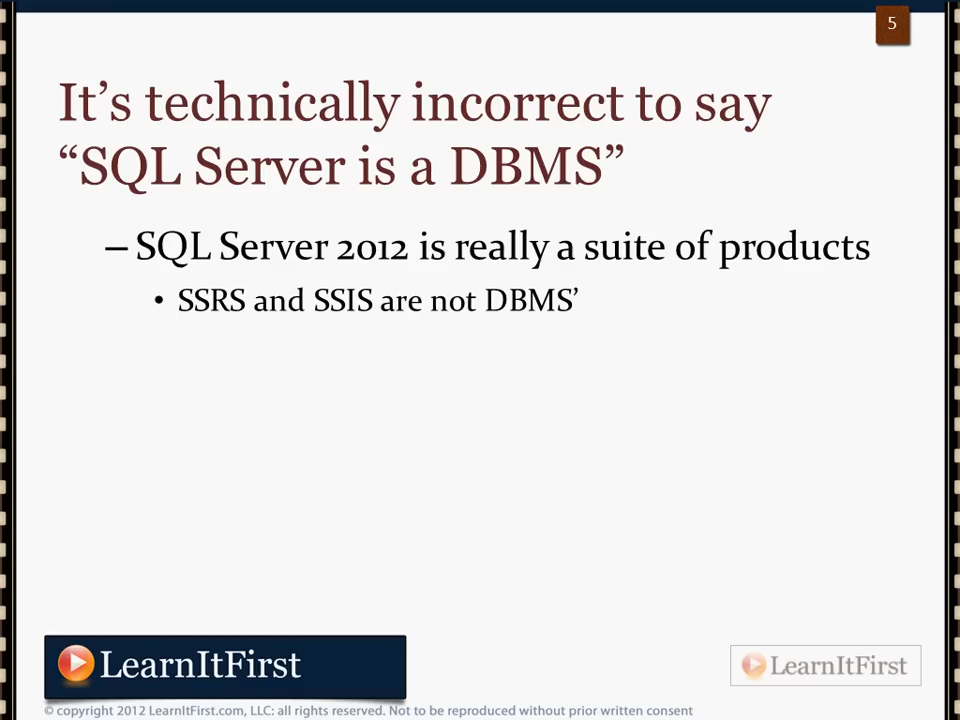 5
It’s technically incorrect to say
“SQL Server is a DBMS”
– SQL Server 2012 is really a suite of products
• SSRS and SSIS are not DBMS’
LearnItFirst
LearnItFirst
© copyright 2012 LearnItFirst.com, LLC: all rights reserved. Not to be reproduced without prior written consent